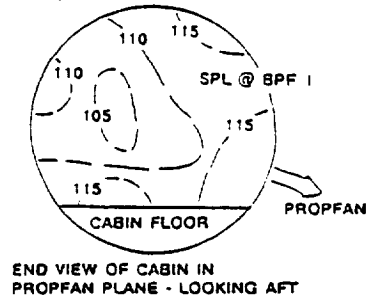 115
110
110
SPL @ BPF 1
105
115
115
PROPFAN
CABIN FLOOR
END VIEW OF CABIN IN
PROPFAN PLANE - LOOKING AFT